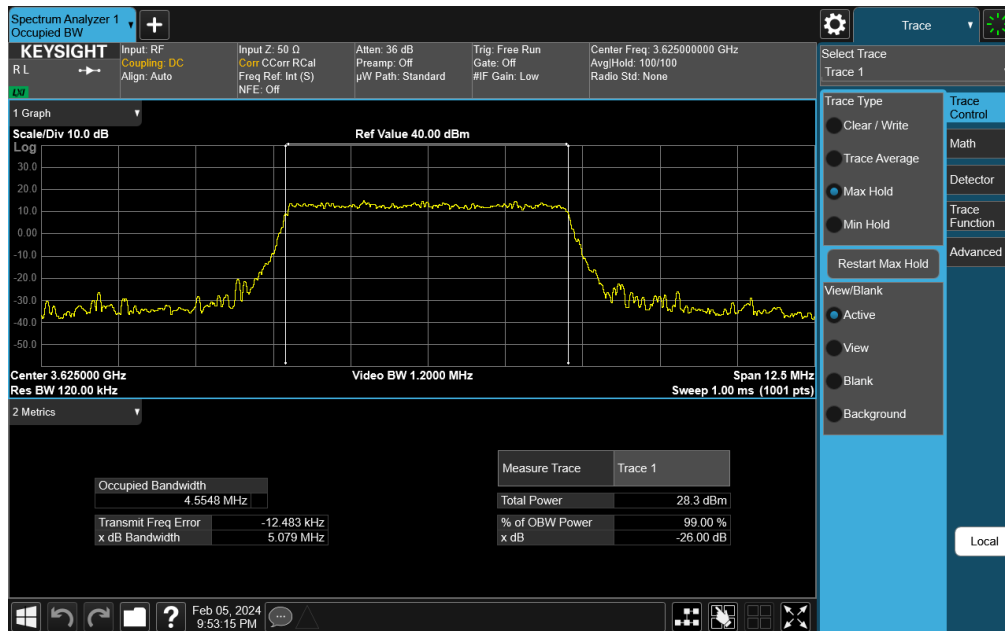 Spectrum Analyzer 1
Occupied BW
Trace
KEYSIGHT
R L
LXI
Input: RF
Coupling: DC
Align: Auto
Input Z: 50 Ω
Corr CCorr RCal
Freq Ref: Int (S)
NFE: Off
Atten: 36 dB
Preamp: Off
µW Path: Standard
Trig: Free Run
Gate: Off
#IF Gain: Low
Center Freq: 3.625000000 GHz
Avg|Hold: 100/100
Radio Std: None
Select Trace
Trace 1
1 Graph
Scale/Div 10.0 dB
Ref Value 40.00 dBm
Log
30.0
20.0
10.0
0.00
-10.0
-20.0
-30.0
-40.0
-50.0
Center 3.625000 GHz
Video BW 1.2000 MHz
Span 12.5 MHz
Res BW 120.00 kHz
Sweep 1.00 ms (1001 pts)
Trace Type
Clear / Write
Trace Average
Max Hold
Min Hold
Restart Max Hold
View/Blank
Active
View
Blank
Background
Trace
Control
Math
Detector
Trace
Function
Advanced
2 Metrics
Occupied Bandwidth
4.5548 MHz
Transmit Freq Error -12.483 kHz
x dB Bandwidth 5.079 MHz
Measure Trace Trace 1
Total Power 28.3 dBm
% of OBW Power 99.00 %
x dB -26.00 dB
Local
?
Feb 05, 2024
9:53:15 PM